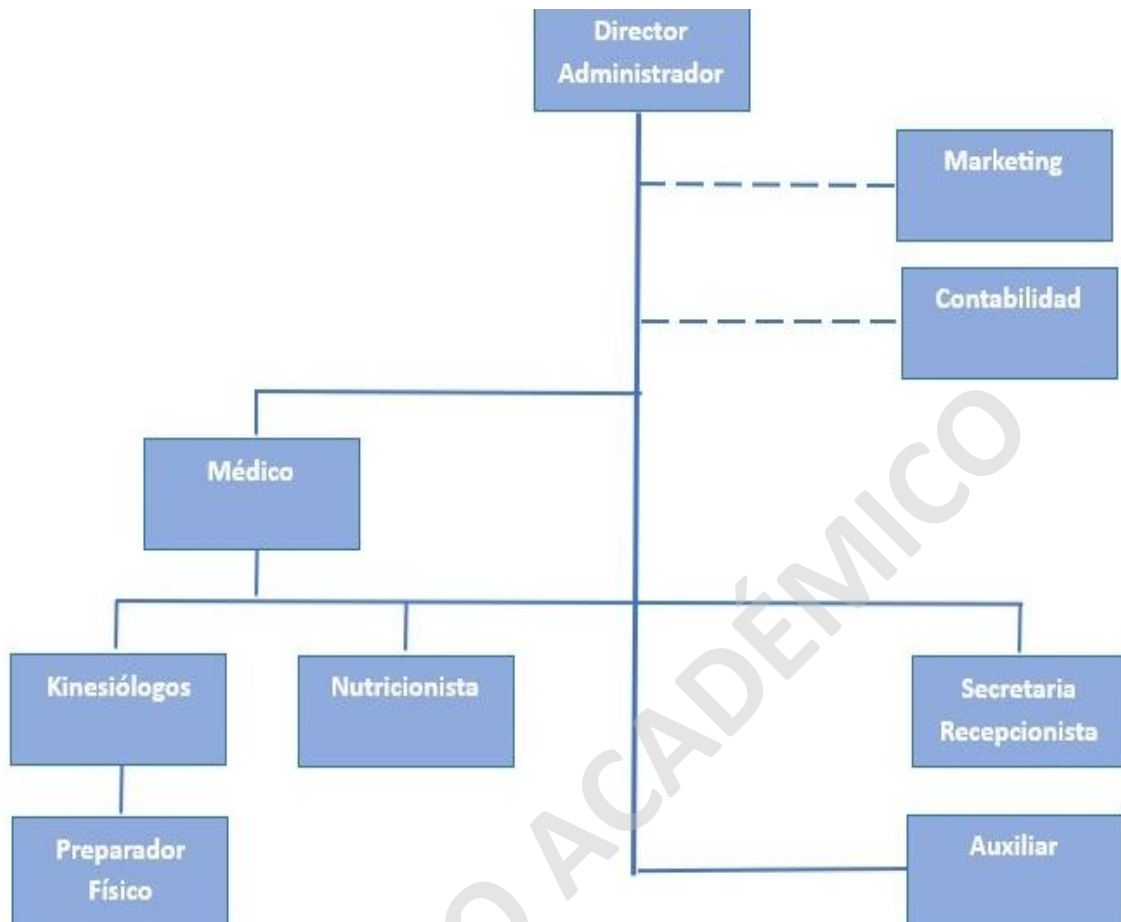 Director
Administrador
Marketing
Contabilidad
Médico
Kinesiólogos
Nutricionista
Secretaria
Recepcionista
Preparador
Físico
Auxiliar
O ACADÉMICO